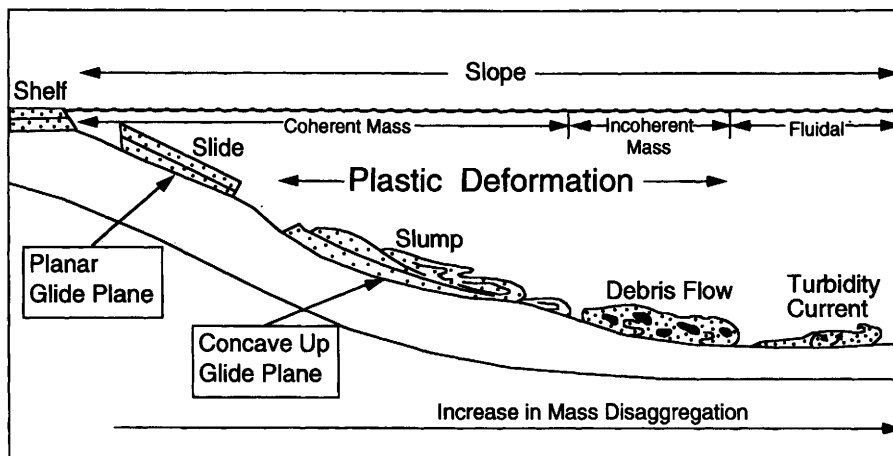 Slope
Shelf
Coherent Mass
Incoherent
Mass
Fluidal
Slide
Plastic Deformation
Planar
Glide Plane
Slump
Concave Up
Glide Plane
Debris Flow
Turbidity
Current
Increase in Mass Disaggregation